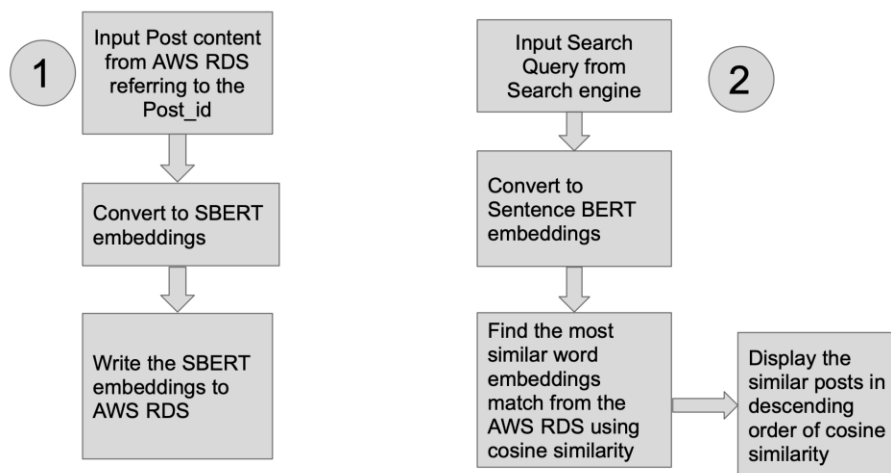 1
Input Post content
from AWS RDS
referring to the
Post_id
Convert to SBERT
embeddings
Write the SBERT
embeddings to
AWS RDS
Input Search
Query from
Search engine
2
Convert to
Sentence BERT
embeddings
Find the most
similar word
embeddings
match from the
AWS RDS using
cosine similarity
Display the
similar posts in
descending
order of cosine
similarity